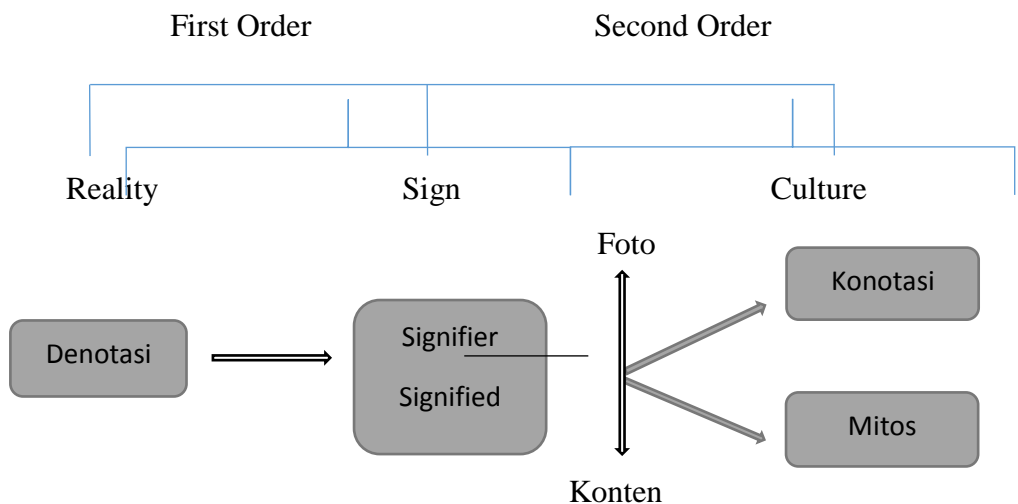 First Order Second Order
Reality Sign Culture
Foto
Konotasi
Signifier
Denotasi
Signified
Mitos
Konten